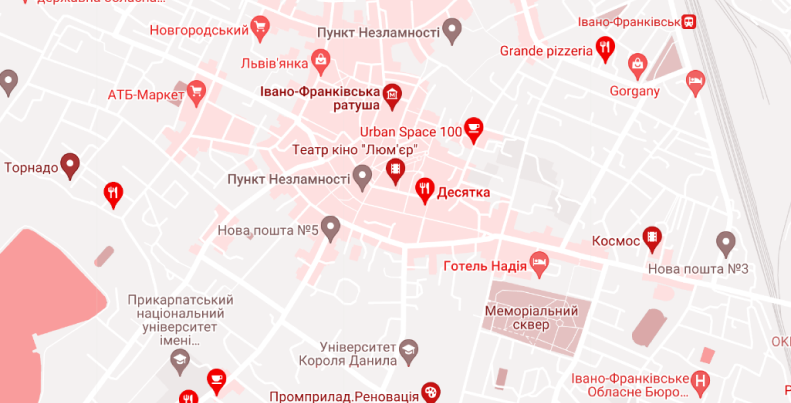 державна обласна...
Новгородський
Пункт Незламності
Івано-Франківськ
Grande pizzeria
Львів'янка
АТБ-Маркет
Івано-Франківська
ратуша
Gorgany
Urban Space 100
Театр кіно "Люм'єр"
Торнадо
Пункт Незламності
Десятка
Нова пошта №5
Космос
Готель Надія
Нова пошта №3
Прикарпатський
національний
університет
імені...
Меморіальний
сквер
Університет
Короля Данила
Івано-Франківське
Обласне Бюро...
Промприлад.Реновація